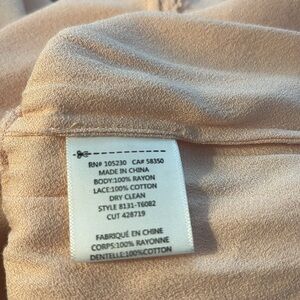 RN# 105230 CA# 58350
MADE IN CHINA
BODY:100% RAYON
LACE:100% COTTON
DRY CLEAN
STYLE 8131-T6082
CUT 428719
FABRIQUÉ EN CHINE
CORPS:100% RAYONNE
DENTELLE:100%COTON